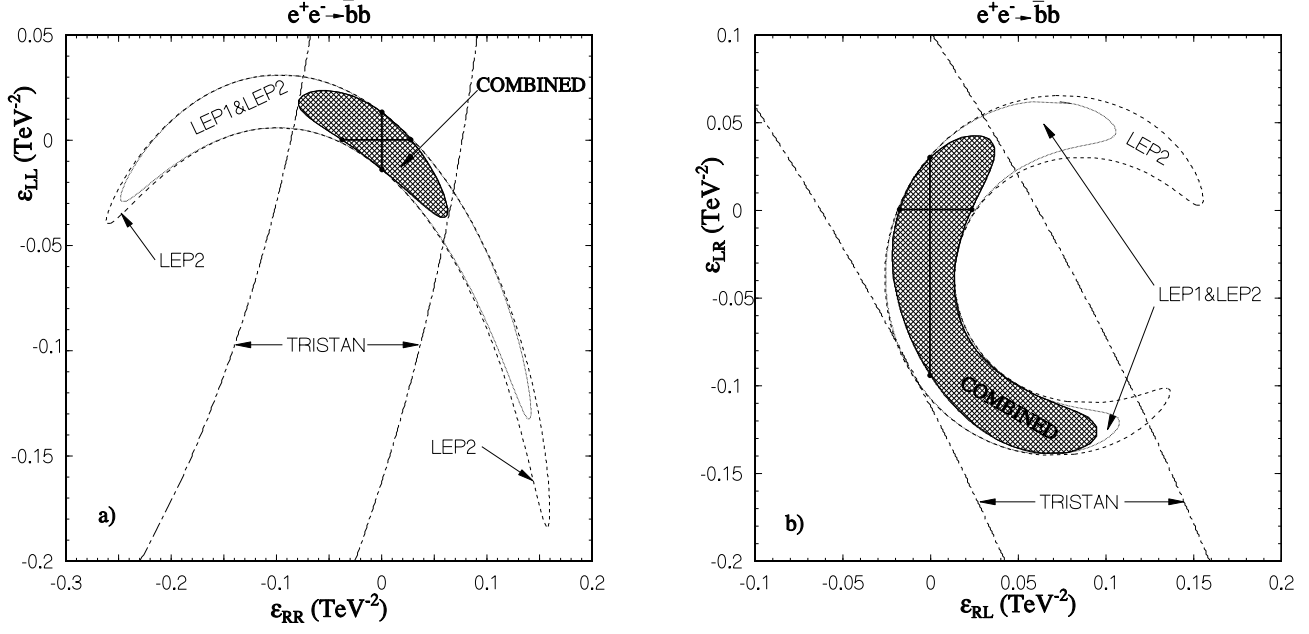 e⁺e⁻→b̄b
0.05
0
-0.05
-0.1
-0.15
-0.2
ε_LL (TeV⁻²)
LEP1&LEP2
COMBINED
LEP2
TRISTAN
LEP2
a)
-0.3
-0.2
-0.1
0
0.1
0.2
ε_RR (TeV⁻²)
e⁺e⁻→b̄b
0.1
0.05
0
-0.05
-0.1
-0.15
-0.2
ε_LR (TeV⁻²)
LEP2
LEP1&LEP2
COMBINED
TRISTAN
b)
-0.1
-0.05
0
0.05
0.1
0.15
0.2
ε_RL (TeV⁻²)